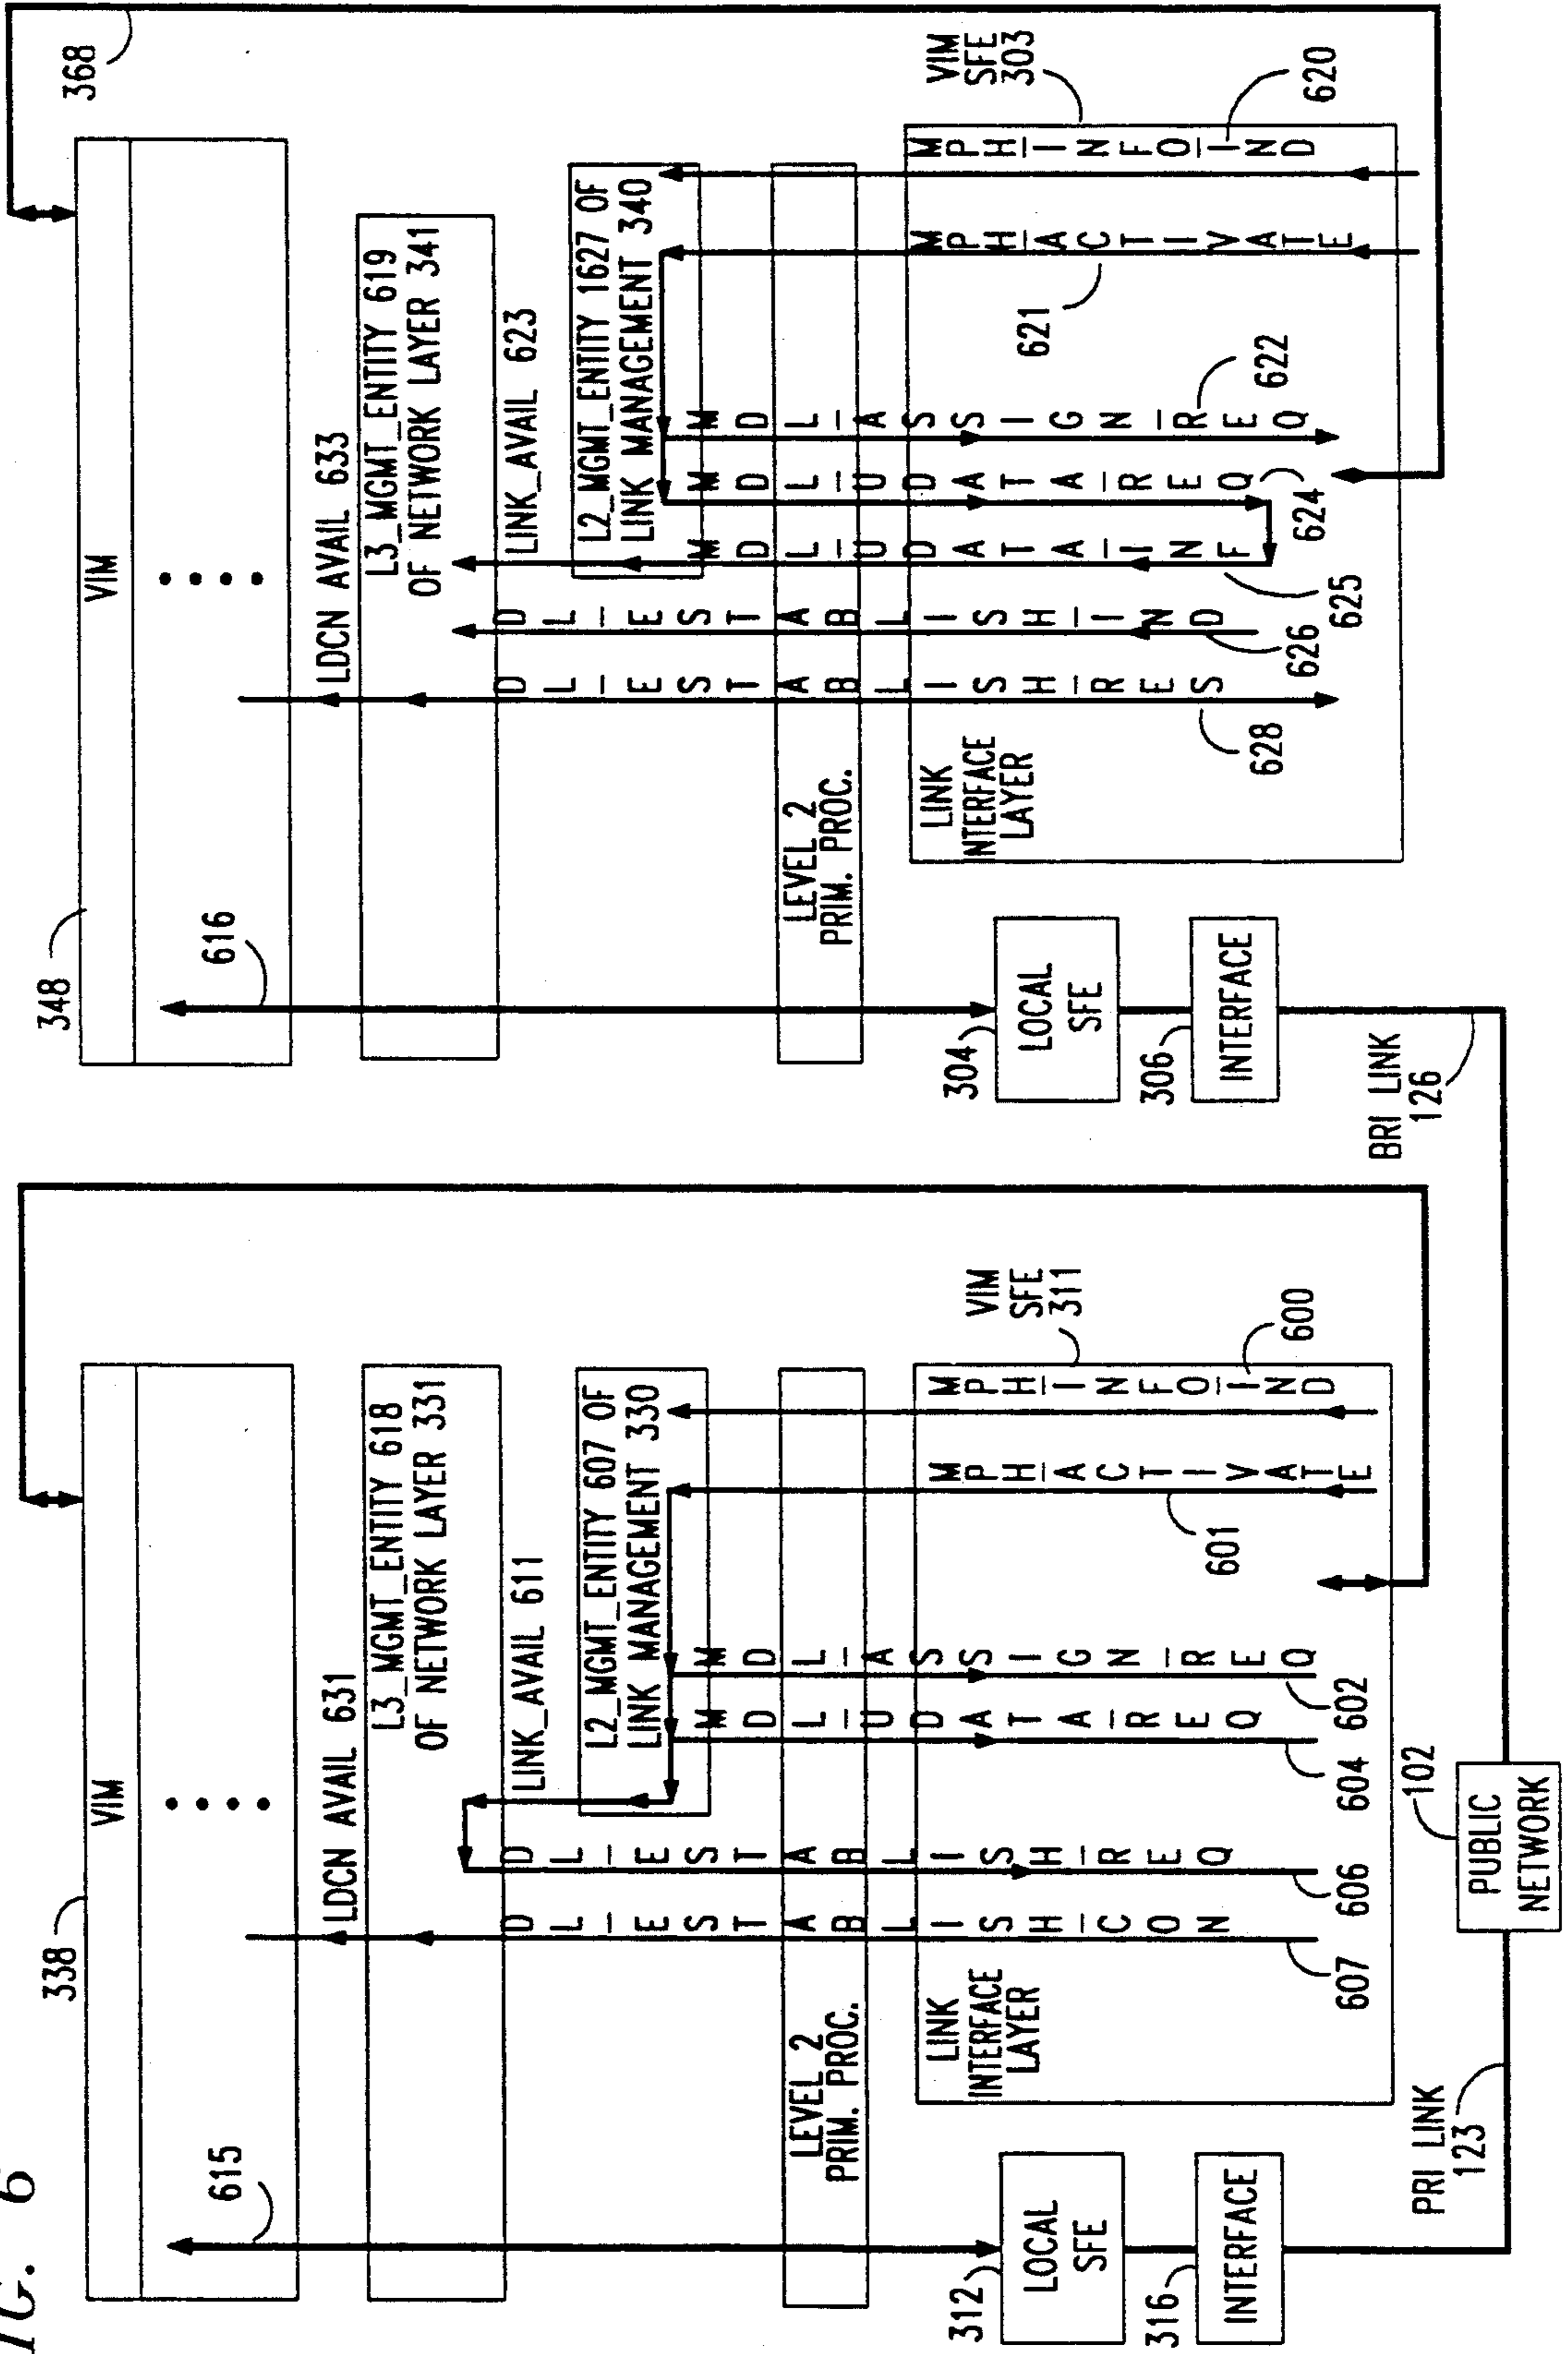 FIG. 6
338
VIM
615
LDCN AVAIL 631
L3_MGMT_ENTITY 618
OF NETWORK LAYER 331
LINK_AVAIL 611
L2_MGMT_ENTITY 607 OF
LINK MANAGEMENT 330
LEVEL 2
PRIM. PROC.
LINK
INTERFACE
LAYER
DL_ESTABLISH_CON
607
DL_ESTABLISH_REQ
606
MDL_UDATA_REQ
604
MDL_ASSIGN_REQ
602
MPH_ACTIVATE
601
MPH_INFO_IND
600
VIM
SFE
311
312
LOCAL
SFE
316
INTERFACE
PRI LINK
123
102
PUBLIC
NETWORK
348
VIM
368
616
LDCN AVAIL 633
L3_MGMT_ENTITY 619
OF NETWORK LAYER 341
LINK_AVAIL 623
L2_MGMT_ENTITY 1627 OF
LINK MANAGEMENT 340
LEVEL 2
PRIM. PROC.
LINK
INTERFACE
LAYER
DL_ESTABLISH_RES
628
DL_ESTABLISH_IND
626
MDL_UDATA_INF
625
MDL_UDATA_REQ
624
MDL_ASSIGN_REQ
622
MPH_ACTIVATE
621
MPH_INFO_IND
620
VIM
SFE
303
304
LOCAL
SFE
306
INTERFACE
BRI LINK
126